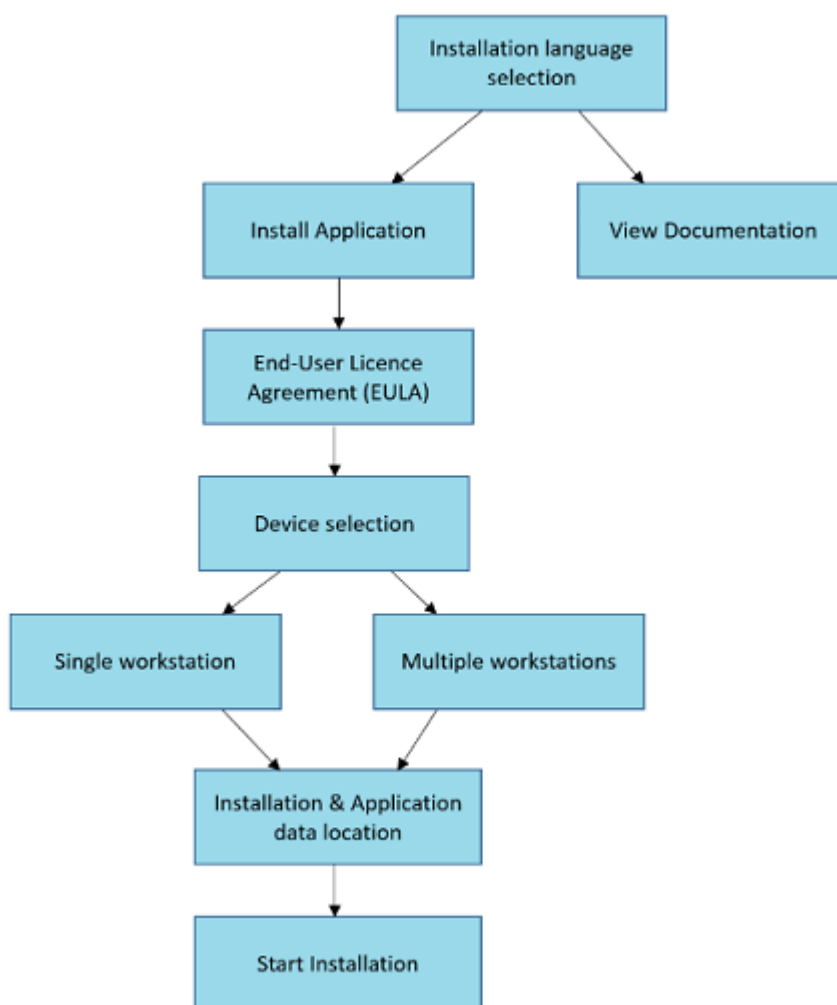 Installation language
selection
Install Application
View Documentation
End-User Licence
Agreement (EULA)
Device selection
Single workstation
Multiple workstations
Installation & Application
data location
Start Installation